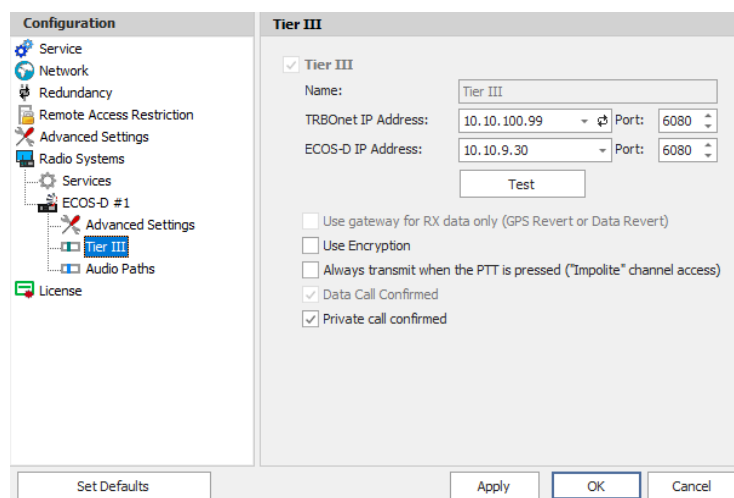 Configuration
Service
Network
Redundancy
Remote Access Restriction
Advanced Settings
Radio Systems
Services
ECOS-D #1
Advanced Settings
Tier III
Audio Paths
License
Tier III
Tier III
Name: Tier III
TRBOnet IP Address: 10.10.100.99 Port: 6080
ECOS-D IP Address: 10.10.9.30 Port: 6080
Test
Use gateway for RX data only (GPS Revert or Data Revert)
Use Encryption
Always transmit when the PTT is pressed ("Impolite" channel access)
Data Call Confirmed
Private call confirmed
Set Defaults Apply OK Cancel